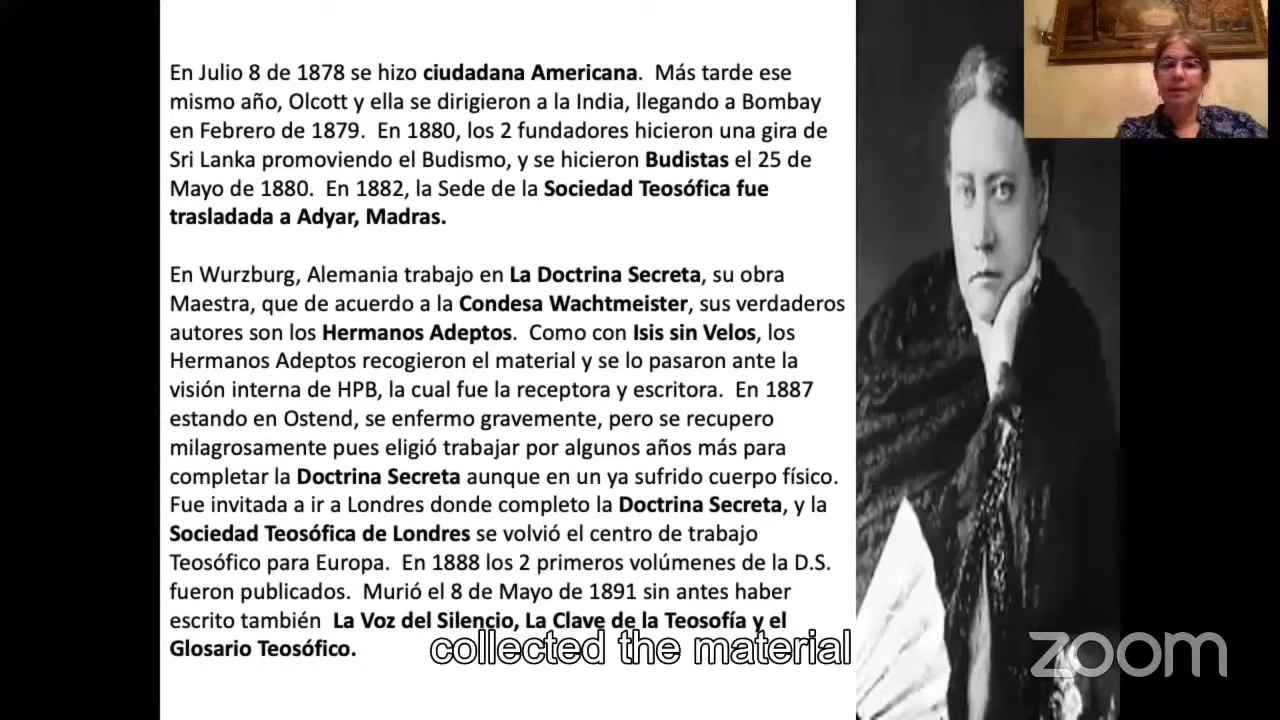 En Julio 8 de 1878 se hizo ciudadana Americana.  Más tarde ese
mismo año, Olcott y ella se dirigieron a la India, llegando a Bombay
en Febrero de 1879.  En 1880, los 2 fundadores hicieron una gira de
Sri Lanka promoviendo el Budismo, y se hicieron Budistas el 25 de
Mayo de 1880.  En 1882, la Sede de la Sociedad Teosófica fue
trasladada a Adyar, Madras.
En Wurzburg, Alemania trabajo en La Doctrina Secreta, su obra
Maestra, que de acuerdo a la Condesa Wachtmeister, sus verdaderos
autores son los Hermanos Adeptos.  Como con Isis sin Velos, los
Hermanos Adeptos recogieron el material y se lo pasaron ante la
visión interna de HPB, la cual fue la receptora y escritora.  En 1887
estando en Ostend, se enfermo gravemente, pero se recupero
milagrosamente pues eligió trabajar por algunos años más para
completar la Doctrina Secreta aunque en un ya sufrido cuerpo físico.
Fue invitada a ir a Londres donde completo la Doctrina Secreta, y la
Sociedad Teosófica de Londres se volvió el centro de trabajo
Teosófico para Europa.  En 1888 los 2 primeros volúmenes de la D.S.
fueron publicados.  Murió el 8 de Mayo de 1891 sin antes haber
escrito también  La Voz del Silencio, La Clave de la Teosofía y el
Glosario Teosófico.
collected the material
zoom